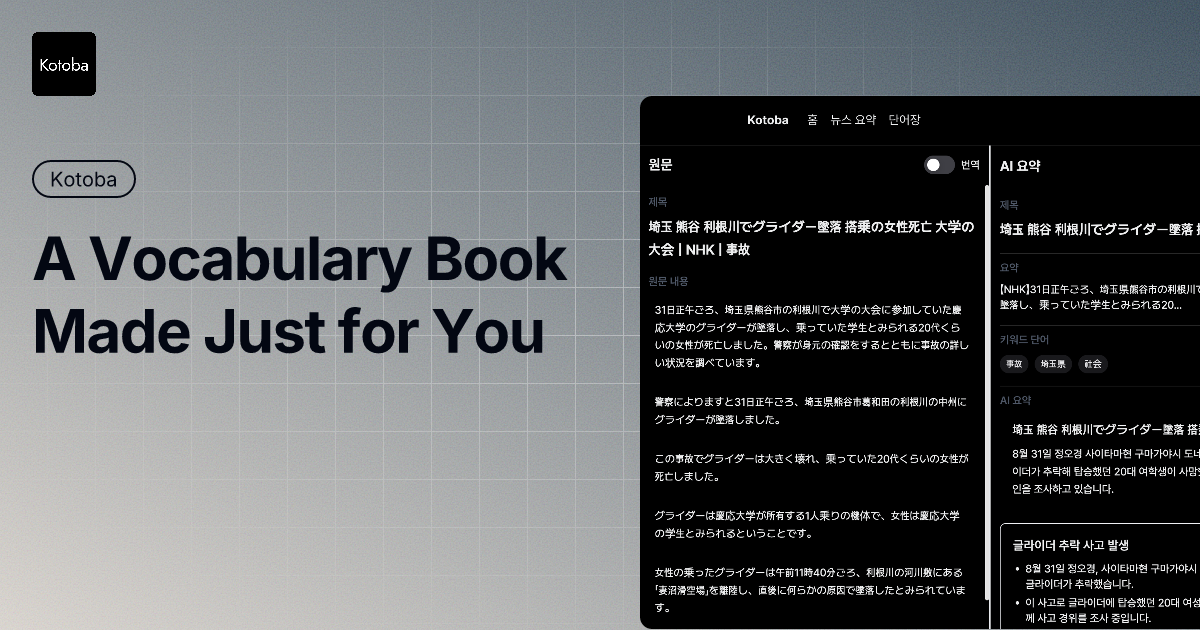 Kotoba
Kotoba
A Vocabulary Book
Made Just for You
Kotoba 홈 뉴스 요약 단어장
원문
번역
제목
埼玉 熊谷 利根川でグライダー墜落 搭乗の女性死亡 大学の
大会 | NHK | 事故
원문 내용
31日正午ごろ、埼玉県熊谷市の利根川で大学の大会に参加していた慶
応大学のグライダーが墜落し、乗っていた学生とみられる20代くら
いの女性が死亡しました。警察が身元の確認をするとともに事故の詳し
い状況を調べています。
警察によりますと31日正午ごろ、埼玉県熊谷市葛和田の利根川の中州に
グライダーが墜落しました。
この事故でグライダーは大きく壊れ、乗っていた20代くらいの女性が
死亡しました。
グライダーは慶応大学が所有する1人乗りの機体で、女性は慶応大学
の学生とみられるということです。
女性の乗ったグライダーは午前11時40分ごろ、利根川の河川敷にある
「妻沼滑空場」を離陸し、直後に何らかの原因で墜落したとみられていま
す。
AI 요약
제목
埼玉 熊谷 利根川でグライダー墜落
요약
【NHK】31日正午ごろ、埼玉県熊谷市の利根川で
墜落し、乗っていた学生とみられる20...
키워드 단어
事故 埼玉県 社会
AI 요약
埼玉 熊谷 利根川でグライダー墜落
8월 31일 정오경 사이타마현 구마가야시 도네
이더가 추락해 탑승했던 20대 여학생이 사망
인을 조사하고 있습니다.
글라이더 추락 사고 발생
• 8월 31일 정오경, 사이타마현 구마가야시
글라이더가 추락했습니다.
• 이 사고로 글라이더에 탑승했던 20대 여성
께 사고 경위를 조사 중입니다.